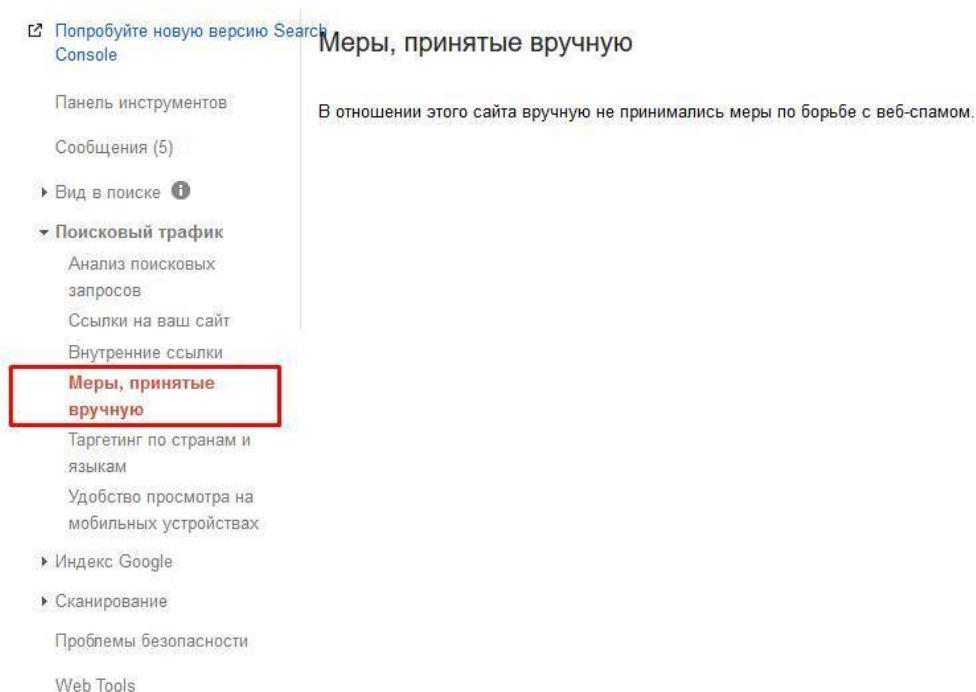 Попробуйте новую версию Search
Console
Панель инструментов
Сообщения (5)
Вид в поиске
Поисковый трафик
Анализ поисковых
запросов
Ссылки на ваш сайт
Внутренние ссылки
Меры, принятые
вручную
Таргетинг по странам и
языкам
Удобство просмотра на
мобильных устройствах
Индекс Google
Сканирование
Проблемы безопасности
Web Tools
Меры, принятые вручную
В отношении этого сайта вручную не принимались меры по борьбе с веб-спамом.